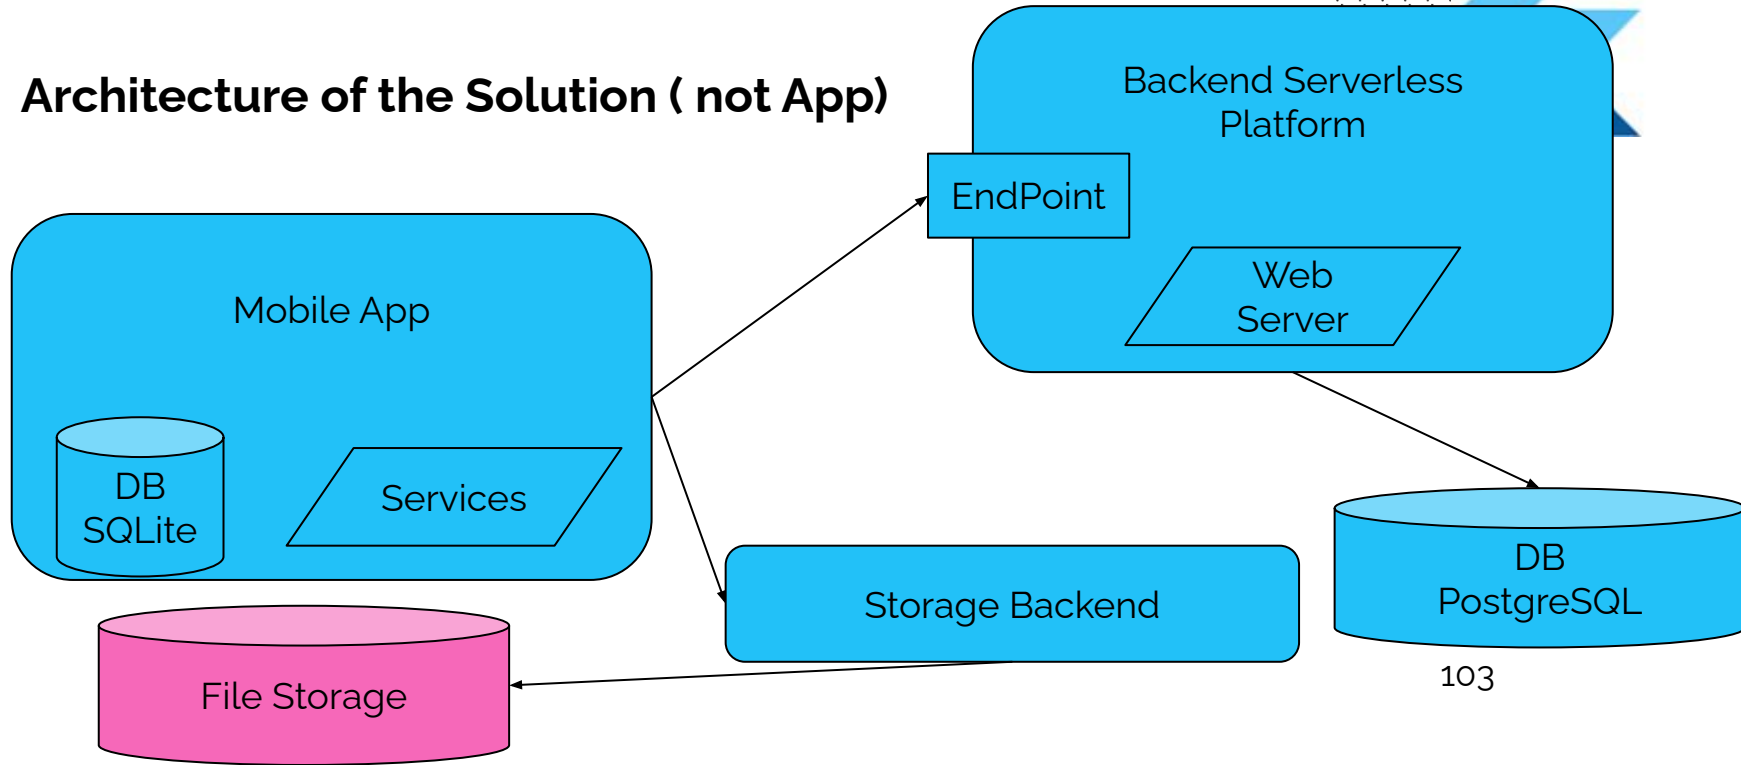 Architecture of the Solution ( not App)
Backend Serverless
Platform
EndPoint
Web
Server
Mobile App
DB
SQLite
Services
Storage Backend
DB
PostgreSQL
File Storage
103